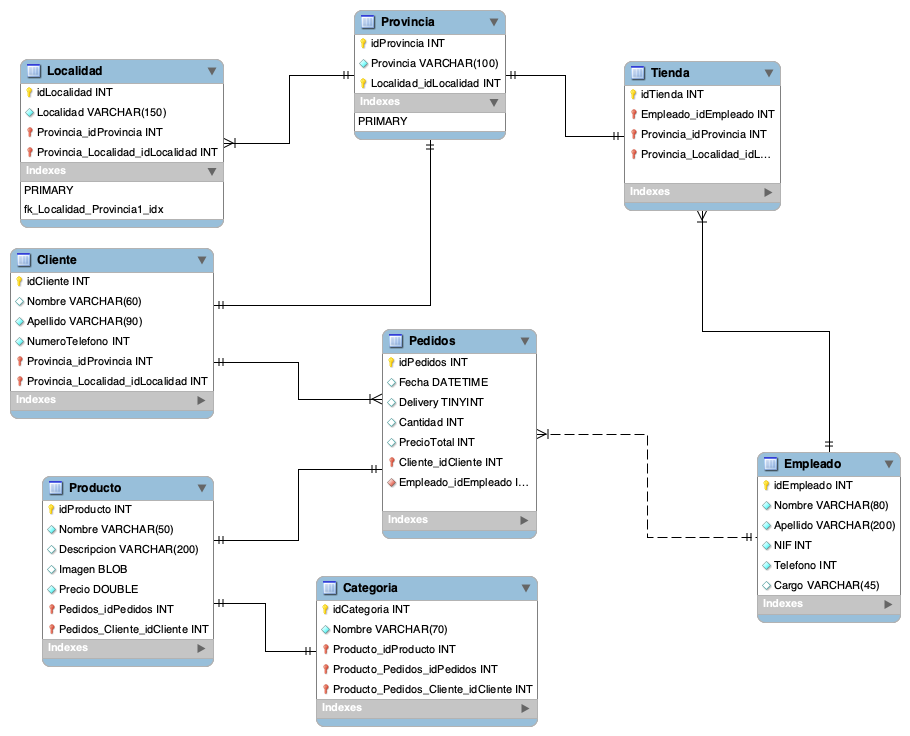 Provincia
idProvincia INT
Provincia VARCHAR(100)
Localidad_idLocalidad INT
Indexes
PRIMARY
Localidad
idLocalidad INT
Localidad VARCHAR(150)
Provincia_idProvincia INT
Provincia_Localidad_idLocalidad INT
Indexes
PRIMARY
fk_Localidad_Provincia1_idx
Tienda
idTienda INT
Empleado_idEmpleado INT
Provincia_idProvincia INT
Provincia_Localidad_idL...
Indexes
Cliente
idCliente INT
Nombre VARCHAR(60)
Apellido VARCHAR(90)
NumeroTelefono INT
Provincia_idProvincia INT
Provincia_Localidad_idLocalidad INT
Indexes
Pedidos
idPedidos INT
Fecha DATETIME
Delivery TINYINT
Cantidad INT
PrecioTotal INT
Cliente_idCliente INT
Empleado_idEmpleado I...
Indexes
Empleado
idEmpleado INT
Nombre VARCHAR(80)
Apellido VARCHAR(200)
NIF INT
Telefono INT
Cargo VARCHAR(45)
Indexes
Producto
idProducto INT
Nombre VARCHAR(50)
Descripcion VARCHAR(200)
Imagen BLOB
Precio DOUBLE
Pedidos_idPedidos INT
Pedidos_Cliente_idCliente INT
Indexes
Categoria
idCategoria INT
Nombre VARCHAR(70)
Producto_idProducto INT
Producto_Pedidos_idPedidos INT
Producto_Pedidos_Cliente_idCliente INT
Indexes